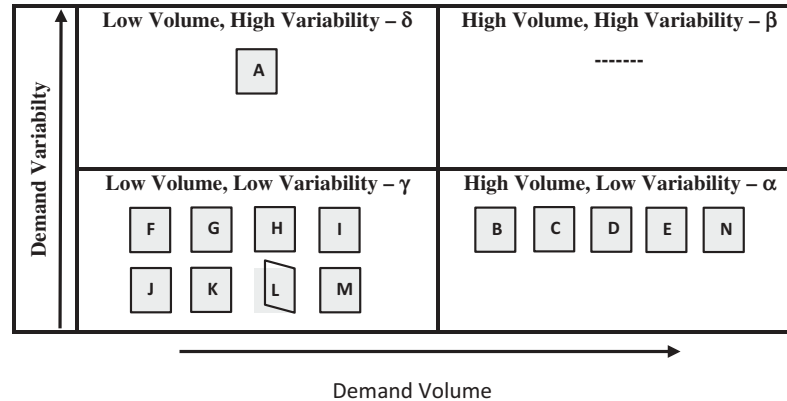 Low Volume, High Variability – δ
A
High Volume, High Variability – β
-------
Demand Variabilty
Low Volume, Low Variability – γ
F G H I
J K L M
High Volume, Low Variability – α
B C D E N
Demand Volume